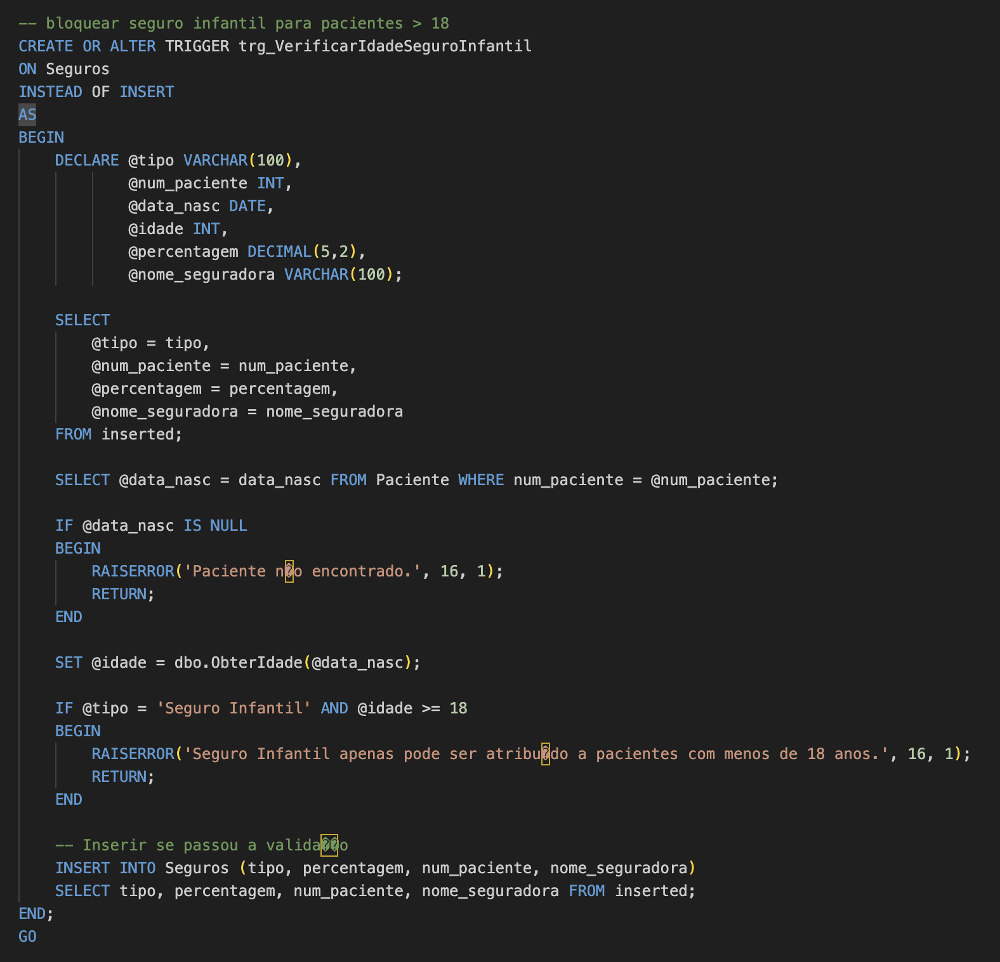 -- bloquear seguro infantil para pacientes > 18
CREATE OR ALTER TRIGGER trg_VerificarIdadeSeguroInfantil
ON Seguros
INSTEAD OF INSERT
AS
BEGIN
    DECLARE @tipo VARCHAR(100),
            @num_paciente INT,
            @data_nasc DATE,
            @idade INT,
            @percentagem DECIMAL(5,2),
            @nome_seguradora VARCHAR(100);

    SELECT
        @tipo = tipo,
        @num_paciente = num_paciente,
        @percentagem = percentagem,
        @nome_seguradora = nome_seguradora
    FROM inserted;

    SELECT @data_nasc = data_nasc FROM Paciente WHERE num_paciente = @num_paciente;

    IF @data_nasc IS NULL
    BEGIN
        RAISERROR('Paciente n�o encontrado.', 16, 1);
        RETURN;
    END

    SET @idade = dbo.ObterIdade(@data_nasc);

    IF @tipo = 'Seguro Infantil' AND @idade >= 18
    BEGIN
        RAISERROR('Seguro Infantil apenas pode ser atribu�do a pacientes com menos de 18 anos.', 16, 1);
        RETURN;
    END

    -- Inserir se passou a valida��o
    INSERT INTO Seguros (tipo, percentagem, num_paciente, nome_seguradora)
    SELECT tipo, percentagem, num_paciente, nome_seguradora FROM inserted;
END;
GO